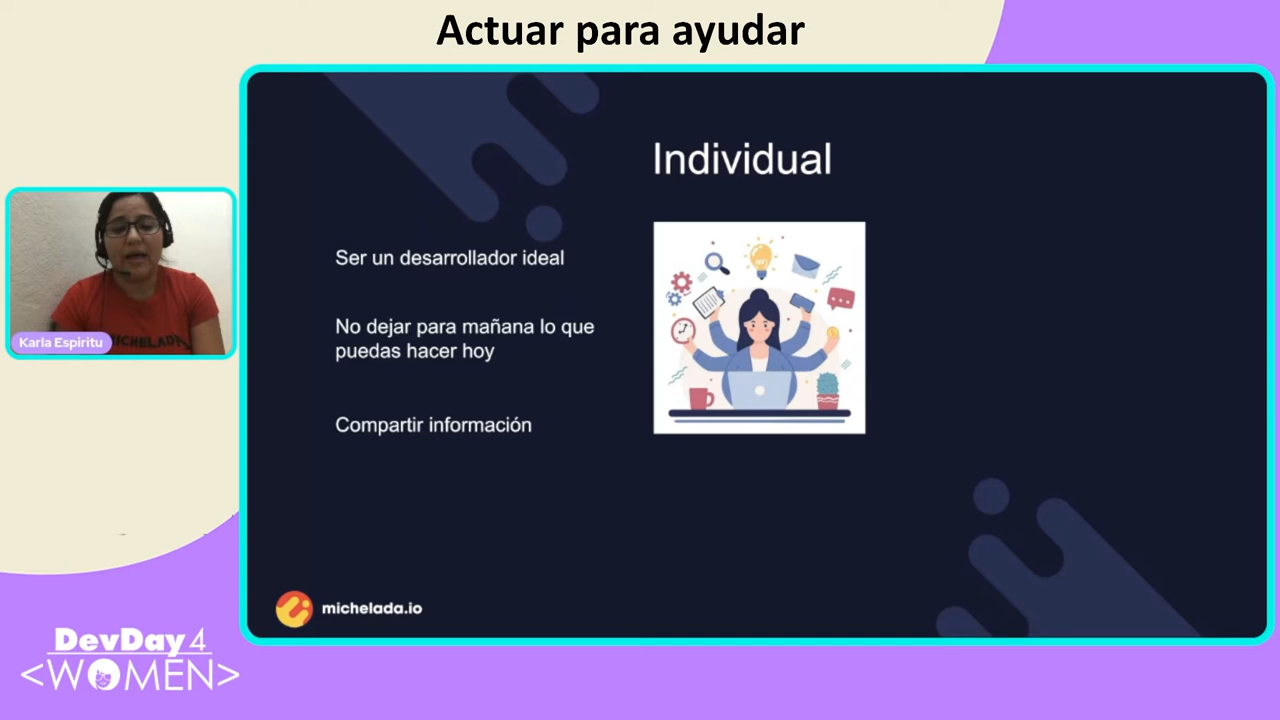 Actuar para ayudar
Individual
Ser un desarrollador ideal
No dejar para mañana lo que
puedas hacer hoy
Compartir información
michelada.io
Karla Espiritu
MICHELADA
DevDay4
<WOMEN>